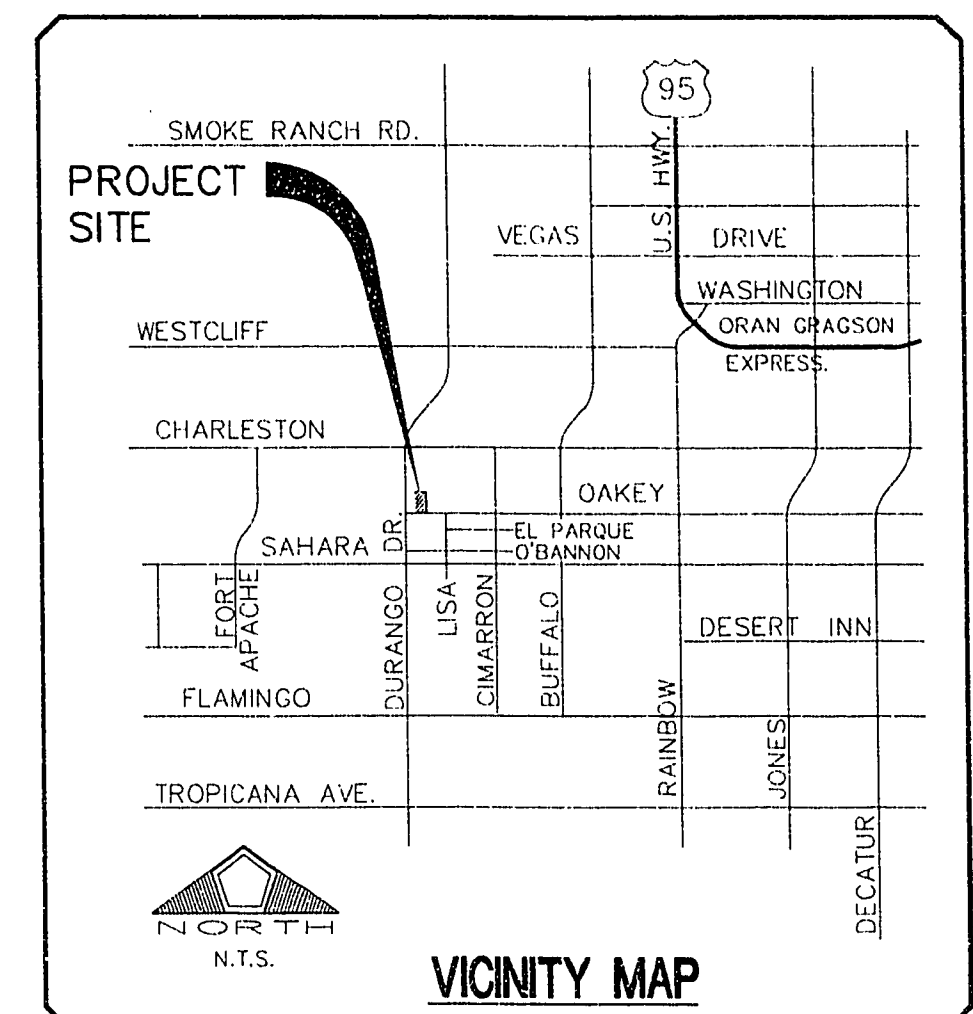 95
SMOKE RANCH RD.
U.S. HWY.
PROJECT
SITE
VEGAS DRIVE
WASHINGTON
ORAN GRAGSON
EXPRESS.
WESTCLIFF
CHARLESTON
OAKEY
EL PARQUE
O'BANNON
SAHARA
DURANGO DR.
FORT
APACHE
LISA
CIMARRON
BUFFALO
DESERT INN
FLAMINGO
RAINBOW
JONES
TROPICANA AVE.
DECATUR
NORTH
N.T.S.
VICINITY MAP